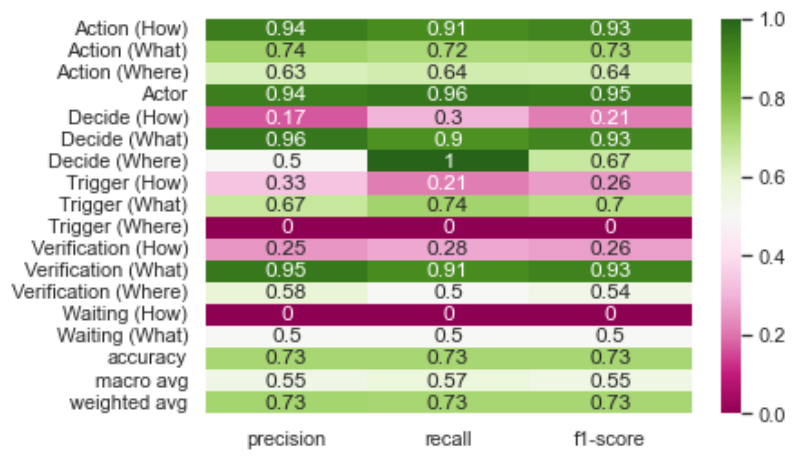 Action (How) 0.94 0.91 0.93
Action (What) 0.74 0.72 0.73
Action (Where) 0.63 0.64 0.64
Actor 0.94 0.96 0.95
Decide (How) 0.17 0.3 0.21
Decide (What) 0.96 0.9 0.93
Decide (Where) 0.5 1 0.67
Trigger (How) 0.33 0.21 0.26
Trigger (What) 0.67 0.74 0.7
Trigger (Where) 0 0 0
Verification (How) 0.25 0.28 0.26
Verification (What) 0.95 0.91 0.93
Verification (Where) 0.58 0.5 0.54
Waiting (How) 0 0 0
Waiting (What) 0.5 0.5 0.5
accuracy 0.73 0.73 0.73
macro avg 0.55 0.57 0.55
weighted avg 0.73 0.73 0.73
precision recall f1-score
1.0
0.8
0.6
0.4
0.2
0.0